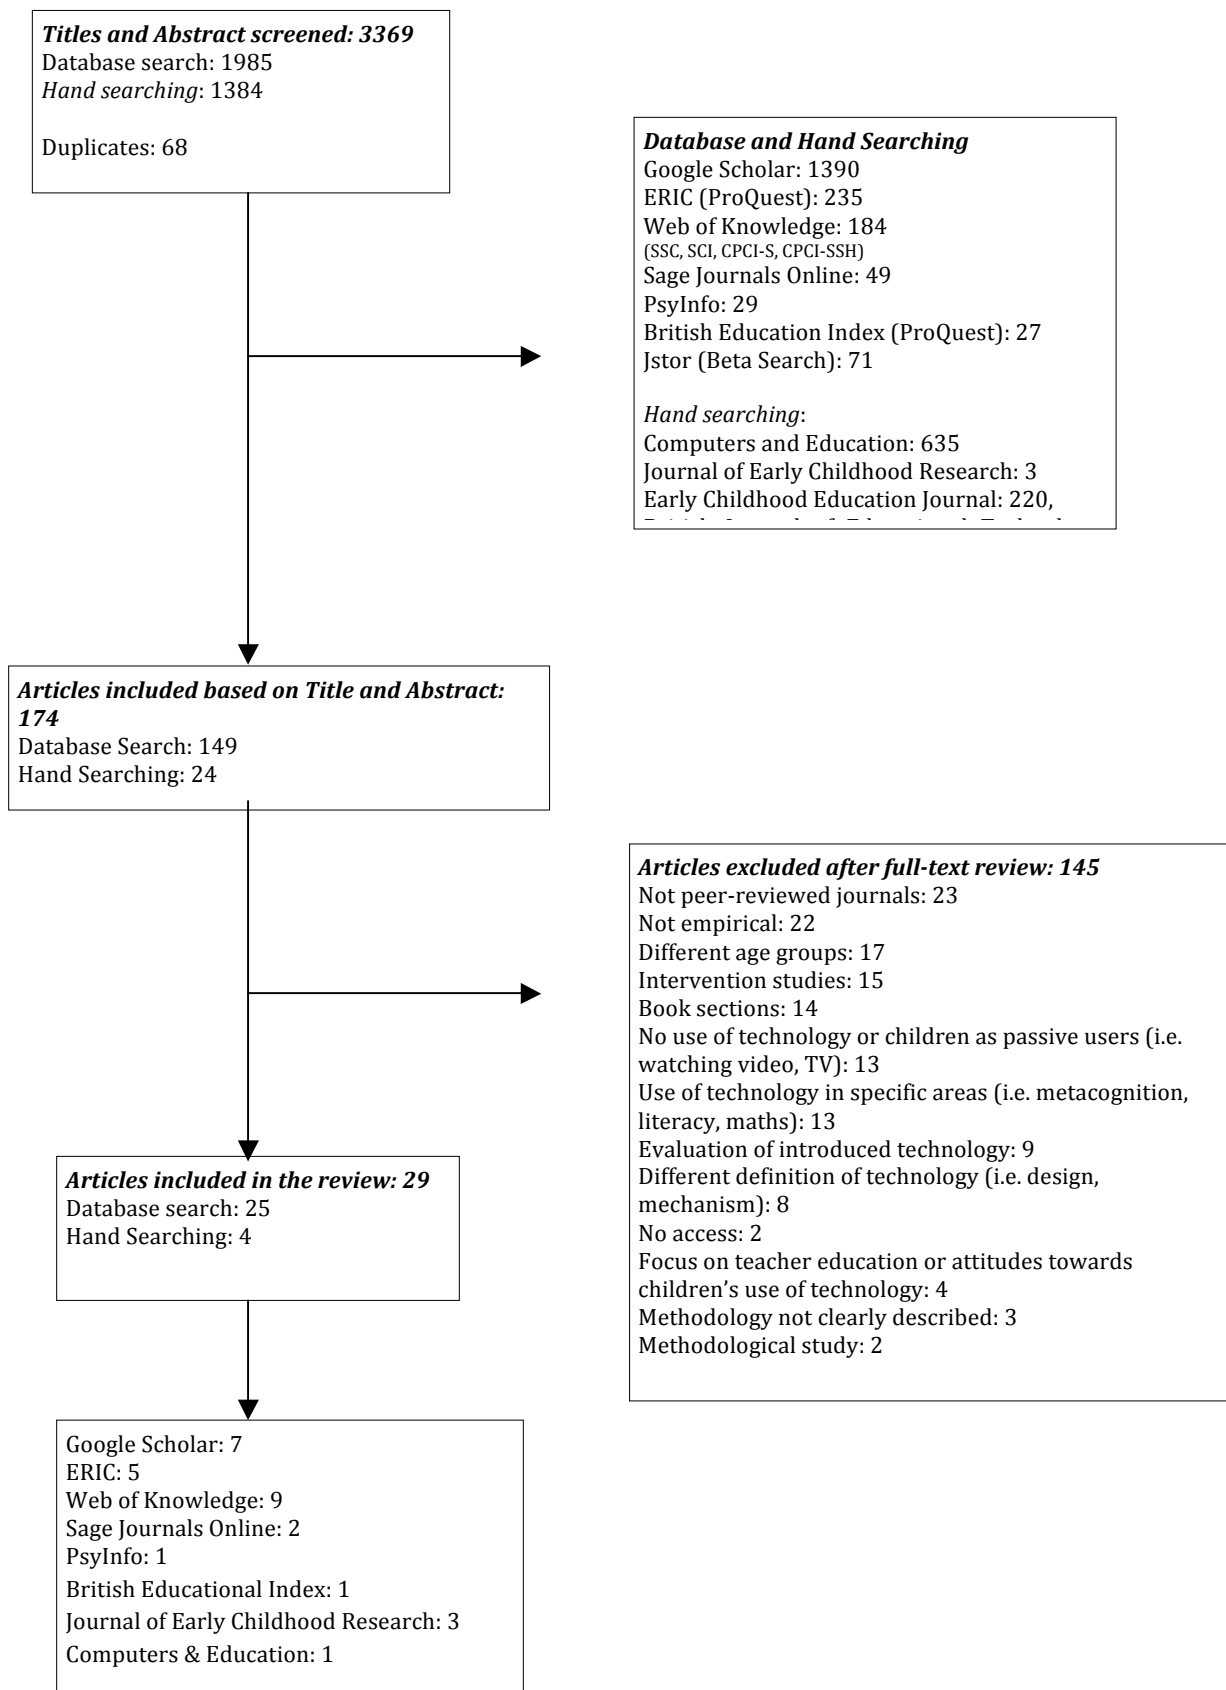 Titles and Abstract screened: 3369
Database search: 1985
Hand searching: 1384
Duplicates: 68
Database and Hand Searching
Google Scholar: 1390
ERIC (ProQuest): 235
Web of Knowledge: 184
(SSC, SCI, CPCI-S, CPCI-SSH)
Sage Journals Online: 49
PsyInfo: 29
British Education Index (ProQuest): 27
Jstor (Beta Search): 71
Hand searching:
Computers and Education: 635
Journal of Early Childhood Research: 3
Early Childhood Education Journal: 220,
Articles included based on Title and Abstract:
174
Database Search: 149
Hand Searching: 24
Articles excluded after full-text review: 145
Not peer-reviewed journals: 23
Not empirical: 22
Different age groups: 17
Intervention studies: 15
Book sections: 14
No use of technology or children as passive users (i.e.
watching video, TV): 13
Use of technology in specific areas (i.e. metacognition,
literacy, maths): 13
Evaluation of introduced technology: 9
Different definition of technology (i.e. design,
mechanism): 8
No access: 2
Focus on teacher education or attitudes towards
children’s use of technology: 4
Methodology not clearly described: 3
Methodological study: 2
Articles included in the review: 29
Database search: 25
Hand Searching: 4
Google Scholar: 7
ERIC: 5
Web of Knowledge: 9
Sage Journals Online: 2
PsyInfo: 1
British Educational Index: 1
Journal of Early Childhood Research: 3
Computers & Education: 1